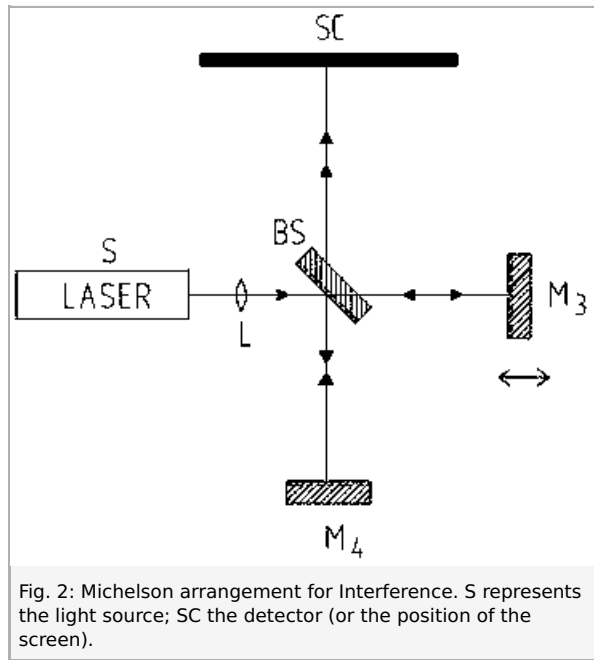 SC
BS
S
LASER
L
M3
M4
Fig. 2: Michelson arrangement for Interference. S represents
the light source; SC the detector (or the position of the
screen).